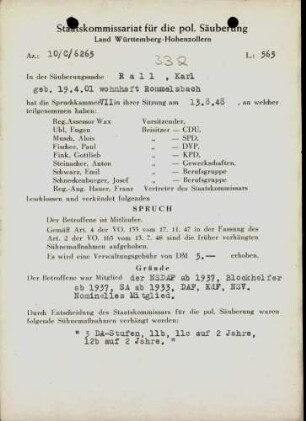 Staatskommissariat für die pol. Säuberung
Land Württemberg-Hohenzollern
Az.: 10/C/6265
332
L: 563
In der Säuberungssache Rall, Karl
geb. 19.4.01 wohnhaft Rommelsbach
hat die Spruchkammer VII in ihrer Sitzung am 13.8.48 , an welcher
teilgenommen haben:
Reg.Assessor Wax Vorsitzender,
Uhl, Eugen Beisitzer – CDU,
Musch, Alois – SPD,
Fischer, Paul – DVP,
Fink, Gottlieb – KPD,
Steinacher, Anton – Gewerkschaften,
Schwarz, Emil – Berufsgruppe
Schneckenburger, Josef – Berufsgruppe
Reg.-Ang. Hauer, Franz Vertreter des Staatskommissars
beschlossen und verkündet folgenden
SPRUCH
Der Betroffene ist Mitläufer.
Gemäß Art. 4 der VO. 133 vom 17. 11. 47 in der Fassung des
Art. 2 der VO. 165 vom 13. 7. 48 sind die früher verhängten
Sühnemaßnahmen aufgehoben.
Es wird eine Verwaltungsgebühr von DM 5.— erhoben.
Gründe
Der Betroffene war Mitglied der NSDAP ab 1937, Blockhelfer
ab 1937, SA ab 1933, DAF, KdF, NSV.
Nominelles Mitglied.
Durch Entscheidung des Staatskommissars für die pol. Säuberung waren
folgende Sühnemaßnahmen verhängt worden:
" 3 DA-Stufen, 11b, 11c auf 2 Jahre,
12b auf 2 Jahre. "